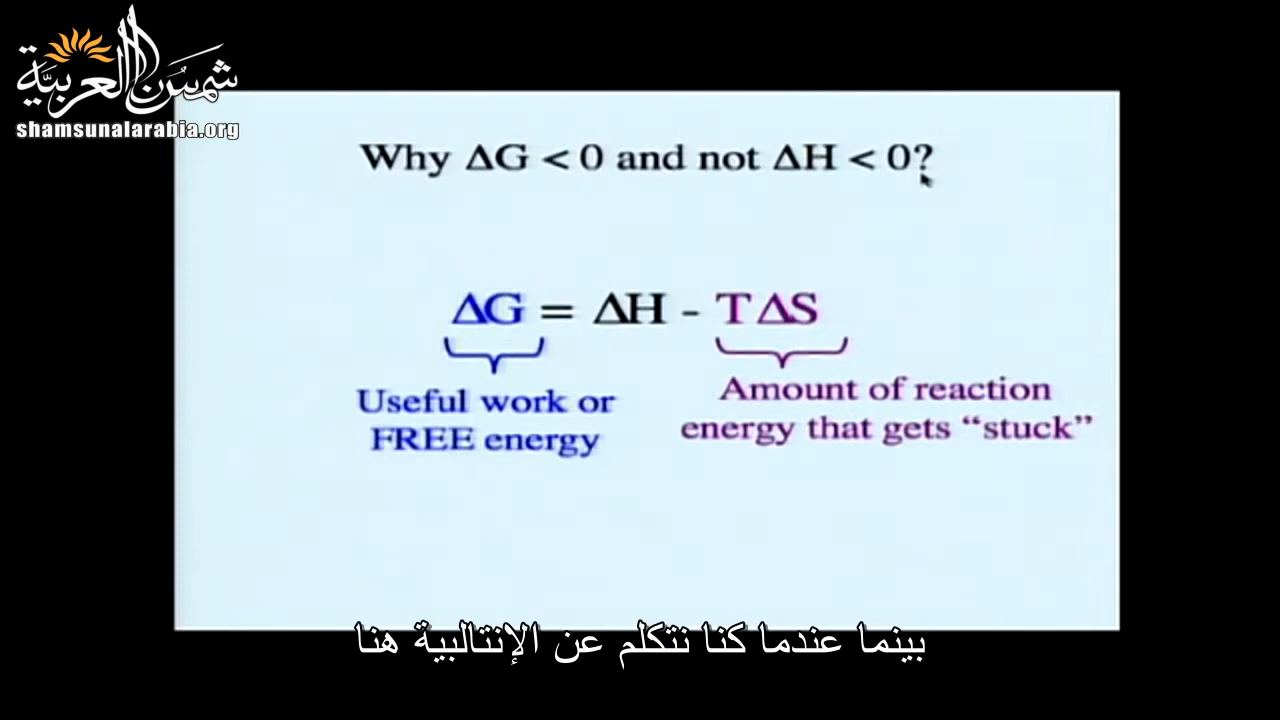 شمس العربية
shamsunalarabia.org
Why ΔG < 0 and not ΔH < 0?
ΔG = ΔH - TΔS
Useful work or
FREE energy
Amount of reaction
energy that gets “stuck”
بينما عندما كنا نتكلم عن الإنتالبية هنا